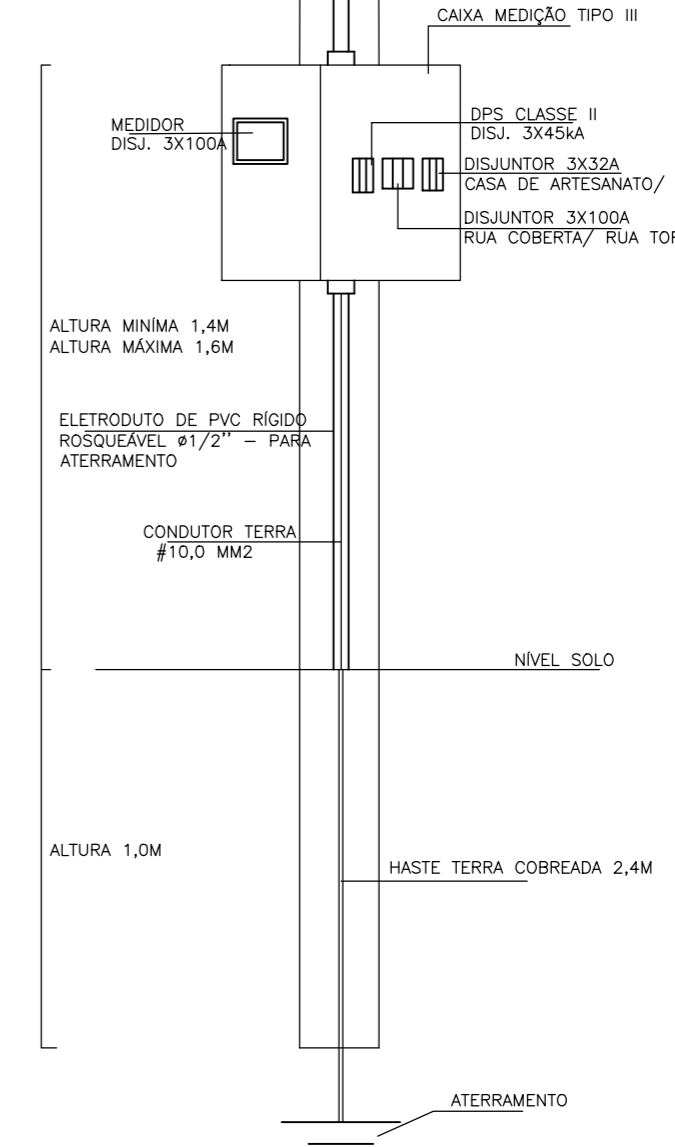 CAIXA MEDIÇÃO TIPO III
MEDIDOR
DISJ. 3X100A
DPS CLASSE II
DISJ. 3X45kA
DISJUNTOR 3X32A
CASA DE ARTESANATO/
DISJUNTOR 3X100A
RUA COBERTA/ RUA
ALTURA MINÍMA 1,4M
ALTURA MÁXIMA 1,6M
ELETRODUTO DE PVC RÍGIDO
ROSQUEÁVEL ø1/2’’ – PARA
ATERRAMENTO
CONDUTOR TERRA
#10,0 MM2
NÍVEL SOLO
ALTURA 1,0M
HASTE TERRA COBREADA 2,4M
ATERRAMENTO